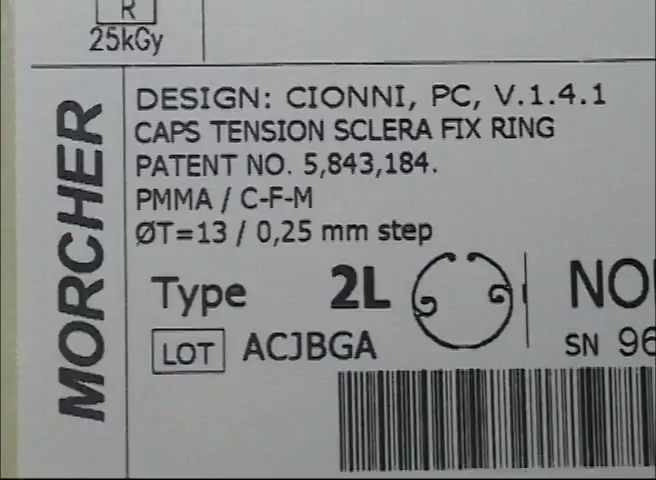 R
25kGy
MORCHER
DESIGN: CIONNI, PC, V.1.4.1
CAPS TENSION SCLERA FIX RING
PATENT NO. 5,843,184.
PMMA / C-F-M
ØT=13 / 0,25 mm step
Type 2L
LOT ACJBGA
SN 96